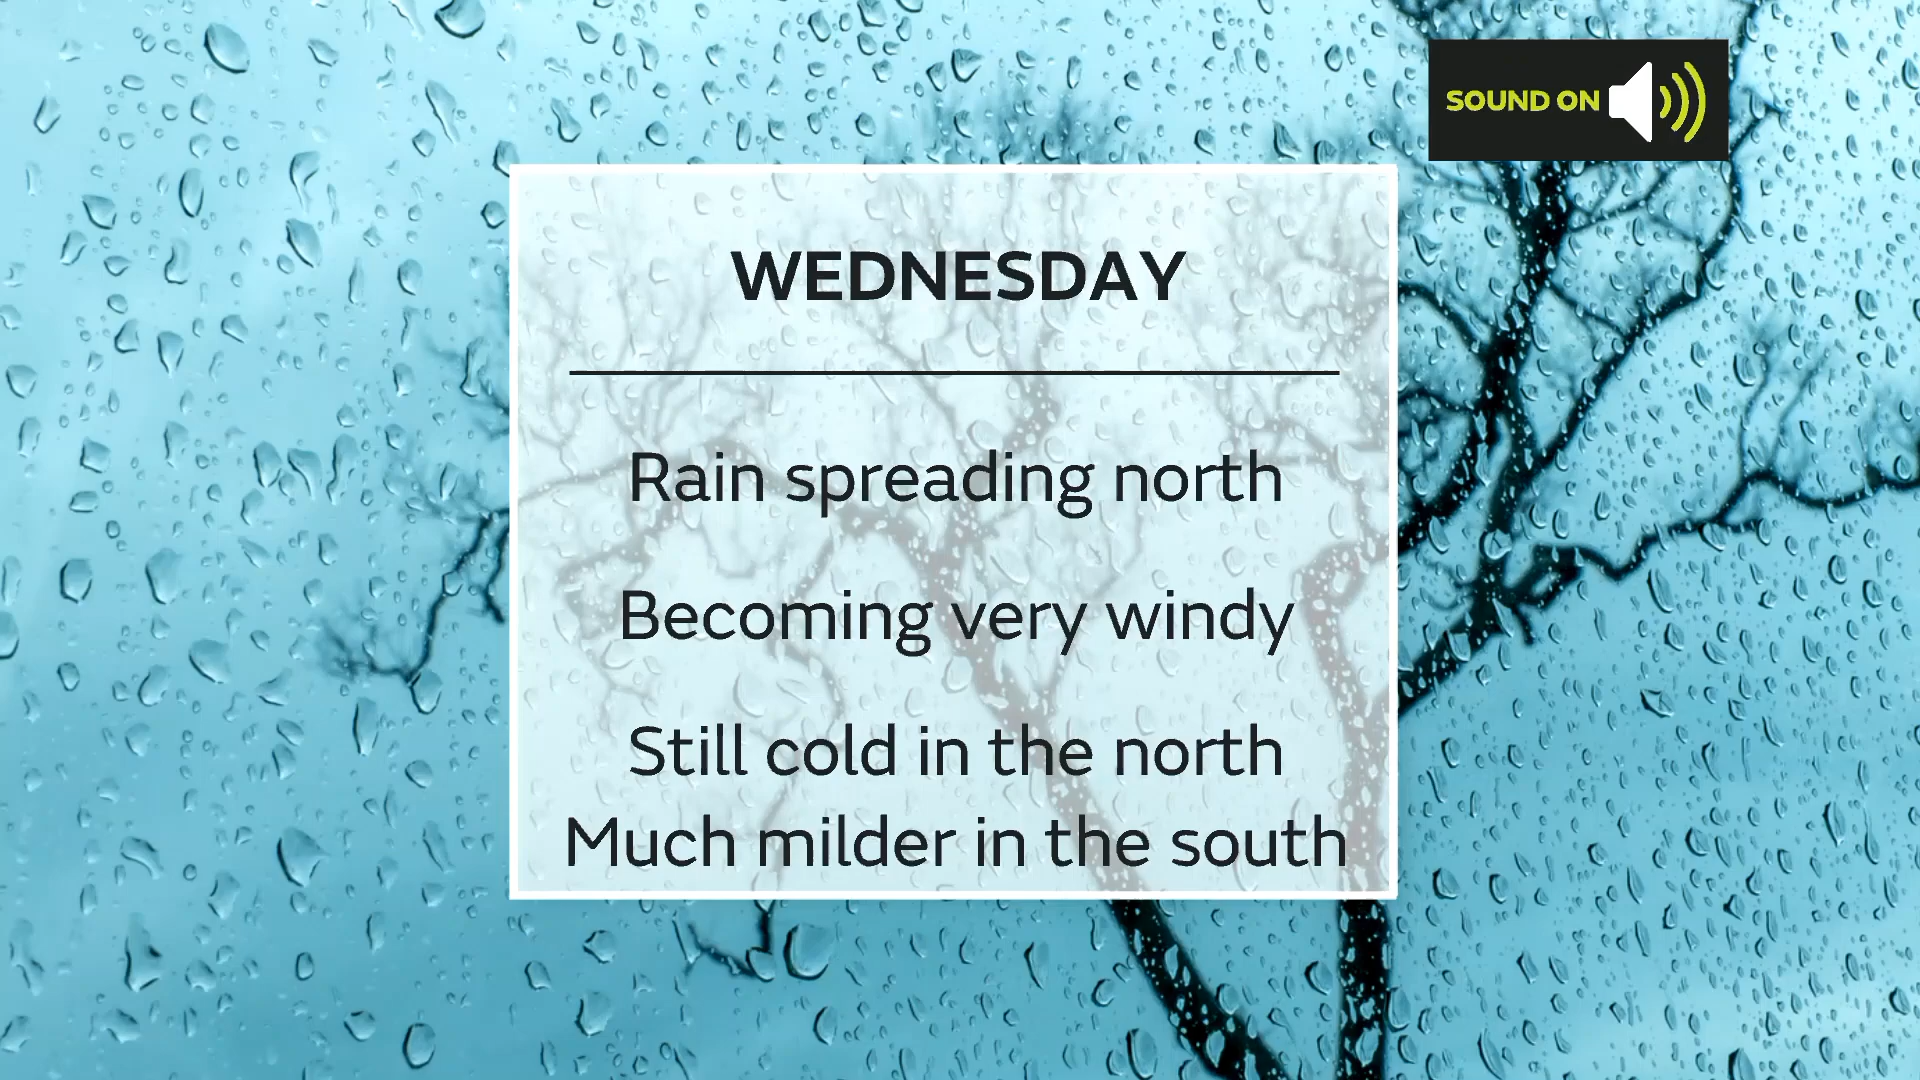 SOUND ON
WEDNESDAY
Rain spreading north
Becoming very windy
Still cold in the north
Much milder in the south